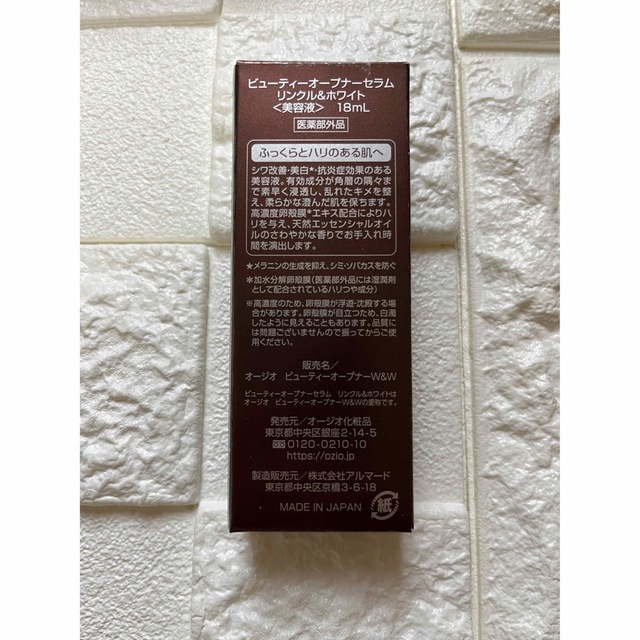 ビューティーオープナーセラム
リンクル&ホワイト
＜美容液＞ 18mL
医薬部外品
ふっくらとハリのある肌へ
シワ改善・美白★・抗炎症効果のある
美容液。有効成分が角層の隅々ま
で素早く浸透し、乱れたキメを整
え、柔らかな澄んだ肌を保ちます。
高濃度卵殻膜*エキス配合によりハ
リを与え、天然エッセンシャルオイ
ルのさわやかな香りでお手入れ時
間を演出します。
★メラニンの生成を抑え、シミ・ソバカスを防ぐ
*加水分解卵殻膜(医薬部外品には湿潤剤
として配合されているハリつや成分)
※高濃度のため、卵殻膜が浮遊・沈殿する場
合があります。卵殻膜が目立つため、白濁
したように見えることもあります。品質に
は問題ございませんので振ってからご使
用ください。
販売名／
オージオ ビューティーオープナーW&W
ビューティーオープナーセラム リンクル&ホワイトは
オージオ ビューティーオープナーW&Wの愛称です。
発売元／オージオ化粧品
東京都中央区銀座2-14-5
0120-0210-10
https://ozio.jp
製造販売元／株式会社アルマード
東京都中央区京橋3-6-18
MADE IN JAPAN
紙